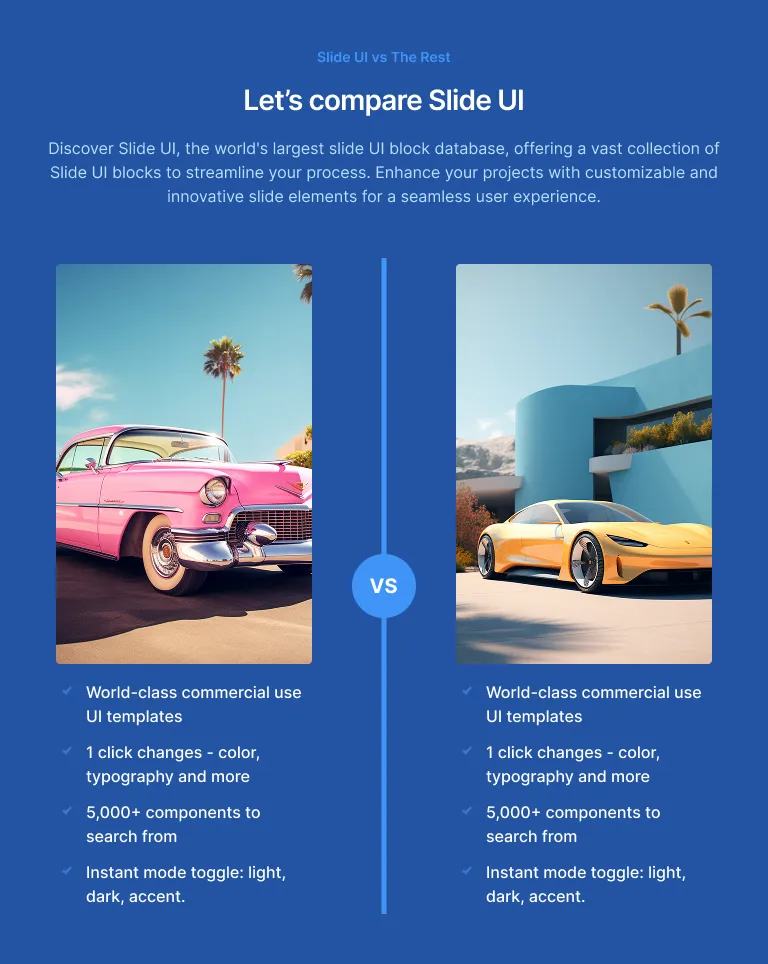 Slide UI vs The Rest
Let’s compare Slide UI
Discover Slide UI, the world's largest slide UI block database, offering a vast collection of
Slide UI blocks to streamline your process. Enhance your projects with customizable and
innovative slide elements for a seamless user experience.
VS
World-class commercial use
UI templates
1 click changes - color,
typography and more
5,000+ components to
search from
Instant mode toggle: light,
dark, accent.
World-class commercial use
UI templates
1 click changes - color,
typography and more
5,000+ components to
search from
Instant mode toggle: light,
dark, accent.